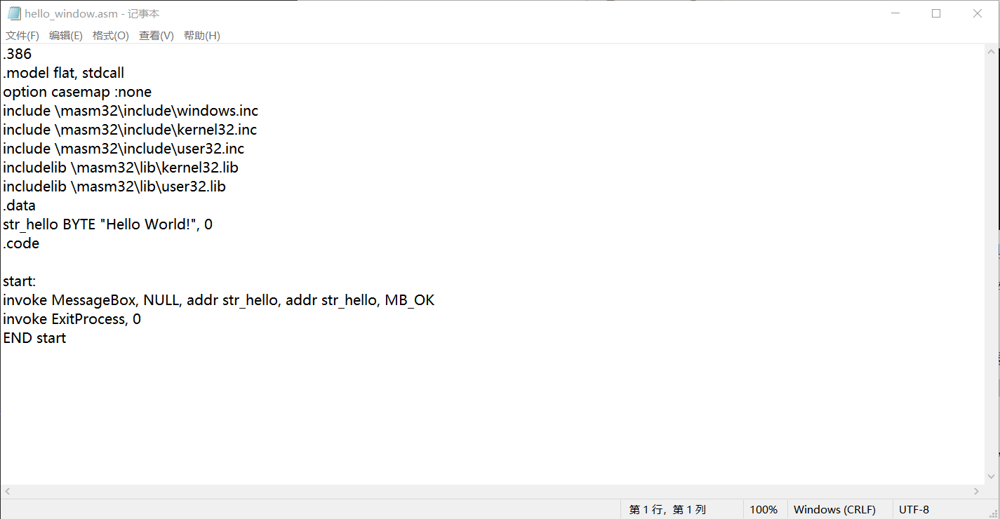 hello_window.asm - 记事本
文件(F) 编辑(E) 格式(O) 查看(V) 帮助(H)
.386
.model flat, stdcall
option casemap :none
include \masm32\include\windows.inc
include \masm32\include\kernel32.inc
include \masm32\include\user32.inc
includelib \masm32\lib\kernel32.lib
includelib \masm32\lib\user32.lib
.data
str_hello BYTE "Hello World!", 0
.code
start:
invoke MessageBox, NULL, addr str_hello, addr str_hello, MB_OK
invoke ExitProcess, 0
END start
第 1 行，第 1 列 100% Windows (CRLF) UTF-8